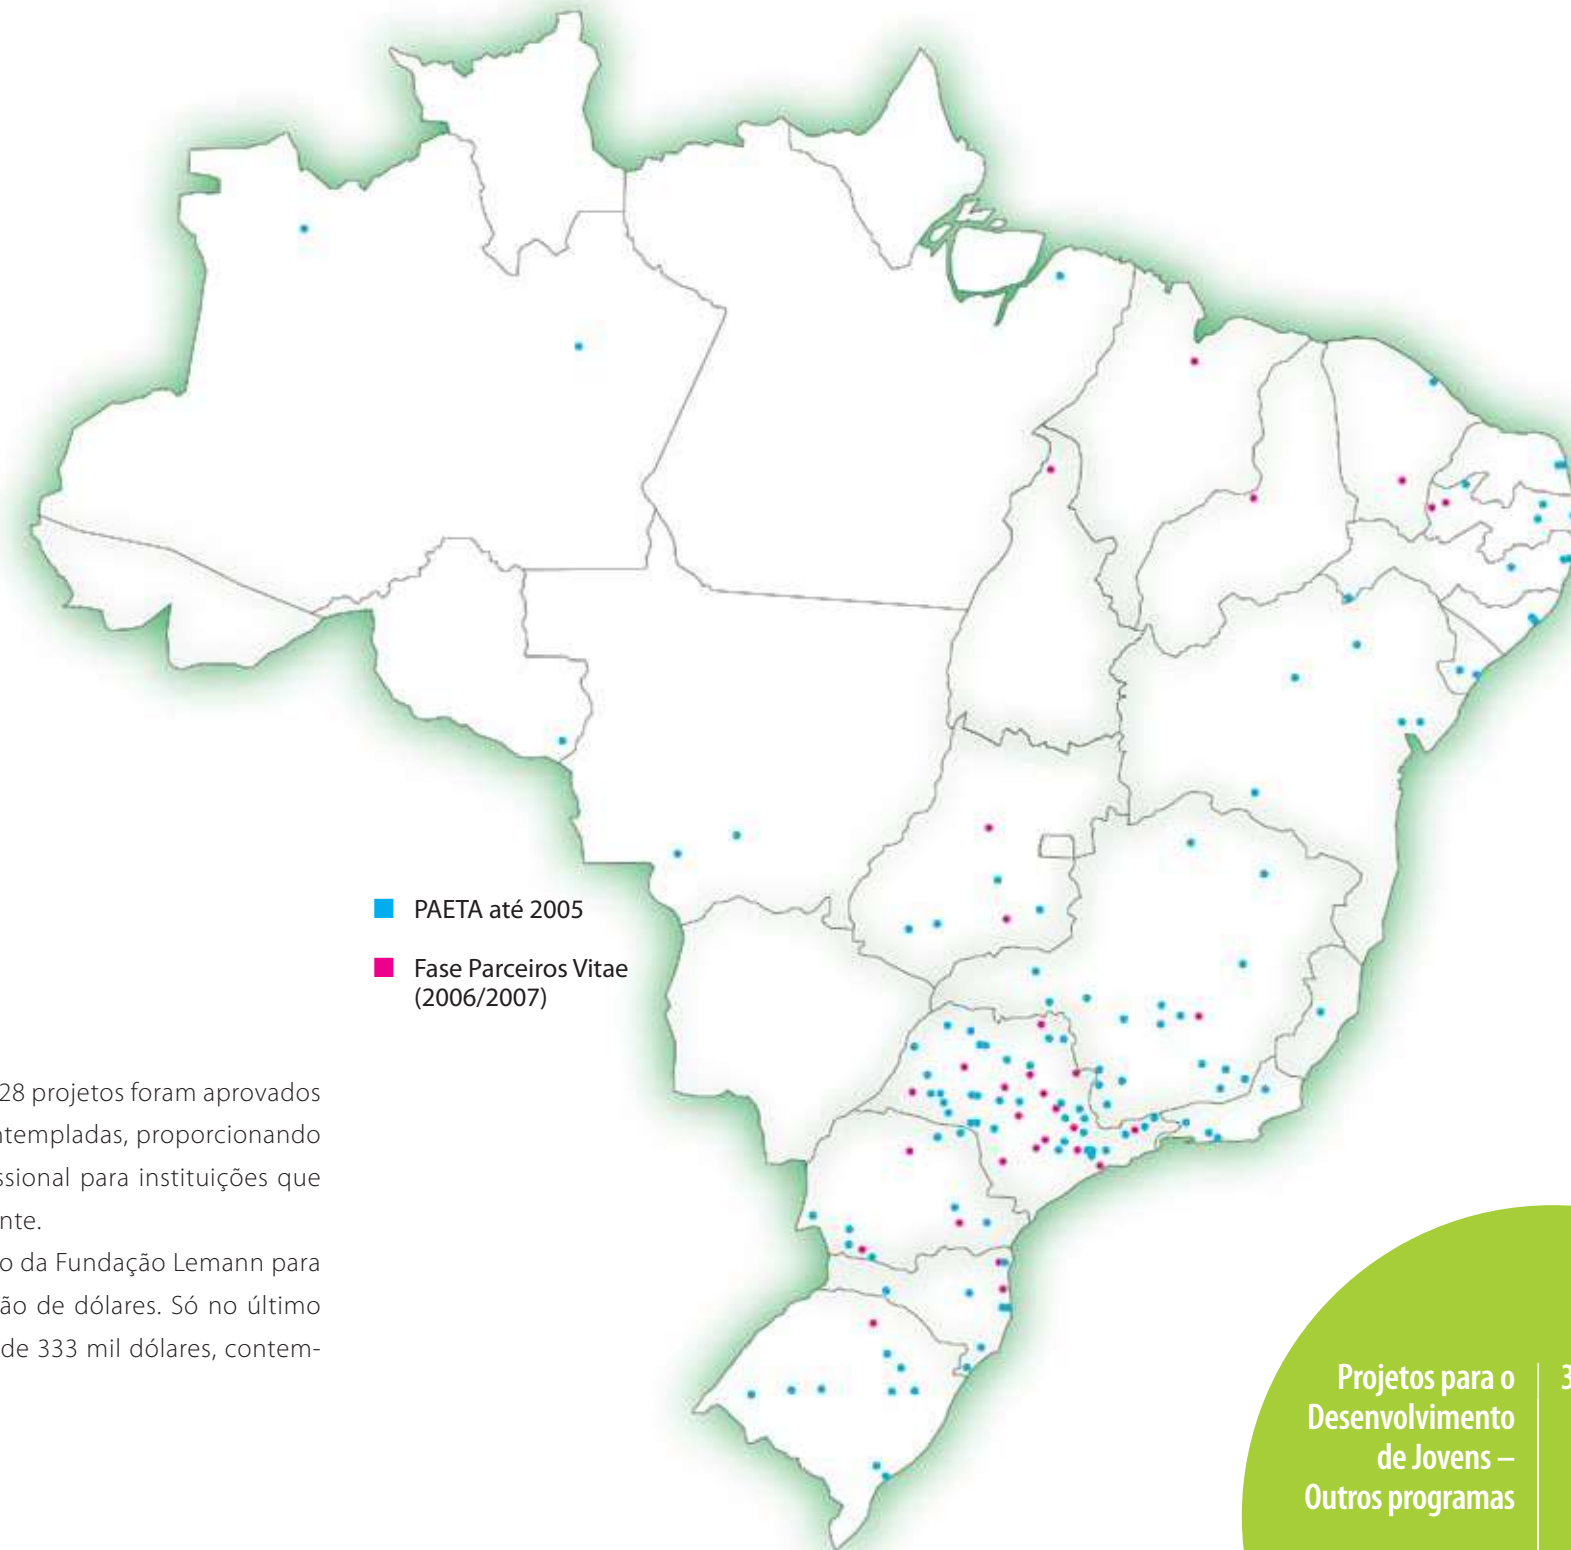 PAETA até 2005
Fase Parceiros Vitae
(2006/2007)
28 projetos foram aprovados
ntempladas, proporcionando
ssional para instituições que
nte.
o da Fundação Lemann para
ão de dólares. Só no último
de 333 mil dólares, contem-
Projetos para o
Desenvolvimento
de Jovens –
Outros programas
3